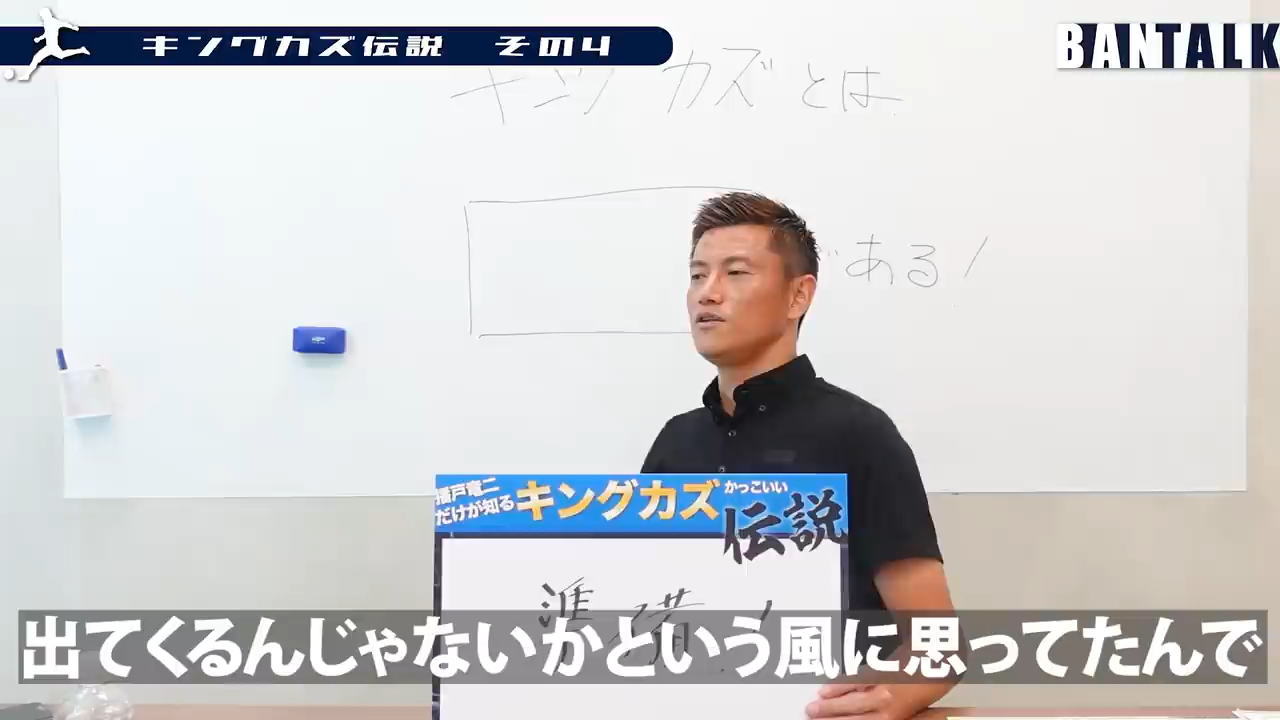 キングカズ伝説 その4
BANTALK
キングカズとは
である!
播戸竜二
だけが知る
キングカズ
かっこいい
伝説
準備!
出てくるんじゃないかという風に思ってたんで